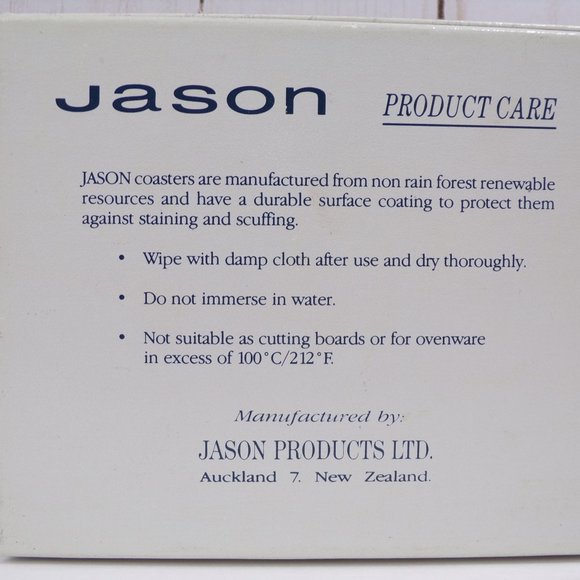 Jason PRODUCT CARE
JASON coasters are manufactured from non rain forest renewable
resources and have a durable surface coating to protect them
against staining and scuffing.
• Wipe with damp cloth after use and dry thoroughly.
• Do not immerse in water.
• Not suitable as cutting boards or for ovenware
in excess of 100°C/212°F.
Manufactured by:
JASON PRODUCTS LTD.
Auckland 7. New Zealand.